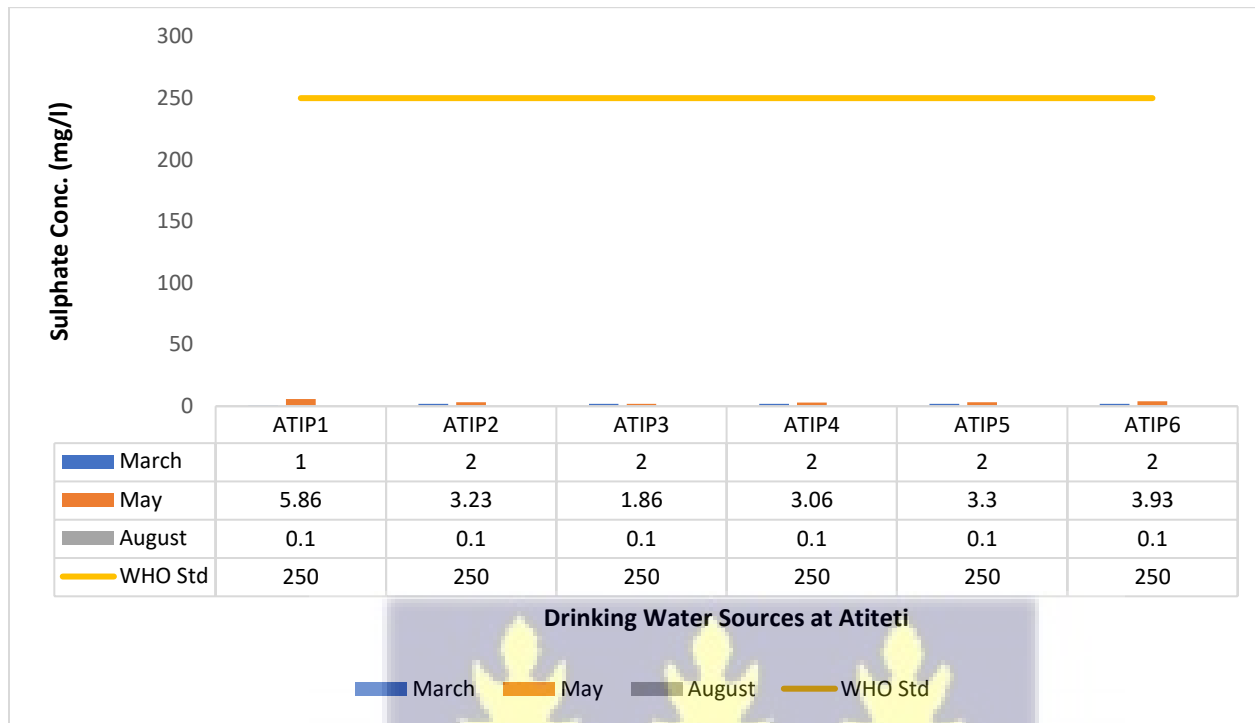 300
250
200
150
100
50
0
Sulphate Conc. (mg/l)
ATIP1 ATIP2 ATIP3 ATIP4 ATIP5 ATIP6
March 1 2 2 2 2 2
May 5.86 3.23 1.86 3.06 3.3 3.93
August 0.1 0.1 0.1 0.1 0.1 0.1
WHO Std 250 250 250 250 250 250
Drinking Water Sources at Atiteti
March May August WHO Std